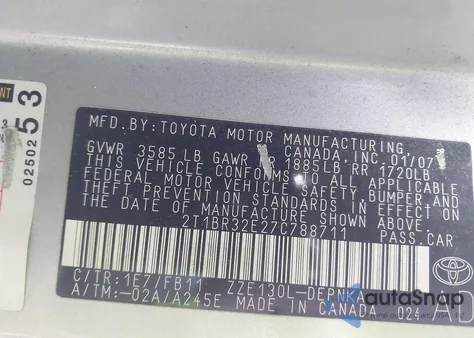 MFD. BY: TOYOTA MOTOR MANUFACTURING
CANADA, INC. 01/07
GVWR 3585 LB GAWR FR 1885LB RR 1720LB
THIS VEHICLE CONFORMS TO ALL APPLICABLE
FEDERAL MOTOR VEHICLE SAFETY, BUMPER, AND
THEFT PREVENTION STANDARDS IN EFFECT ON
THE DATE OF MANUFACTURE SHOWN ABOVE.
2T1BR32E27C788711 PASS.CAR
C/TR: 1E7/FB11 ZZE130L-DEPNKA
A/TM:-02A/A245E MADE IN CANADA 024
TOYOTA
02502
53
AutoSnap